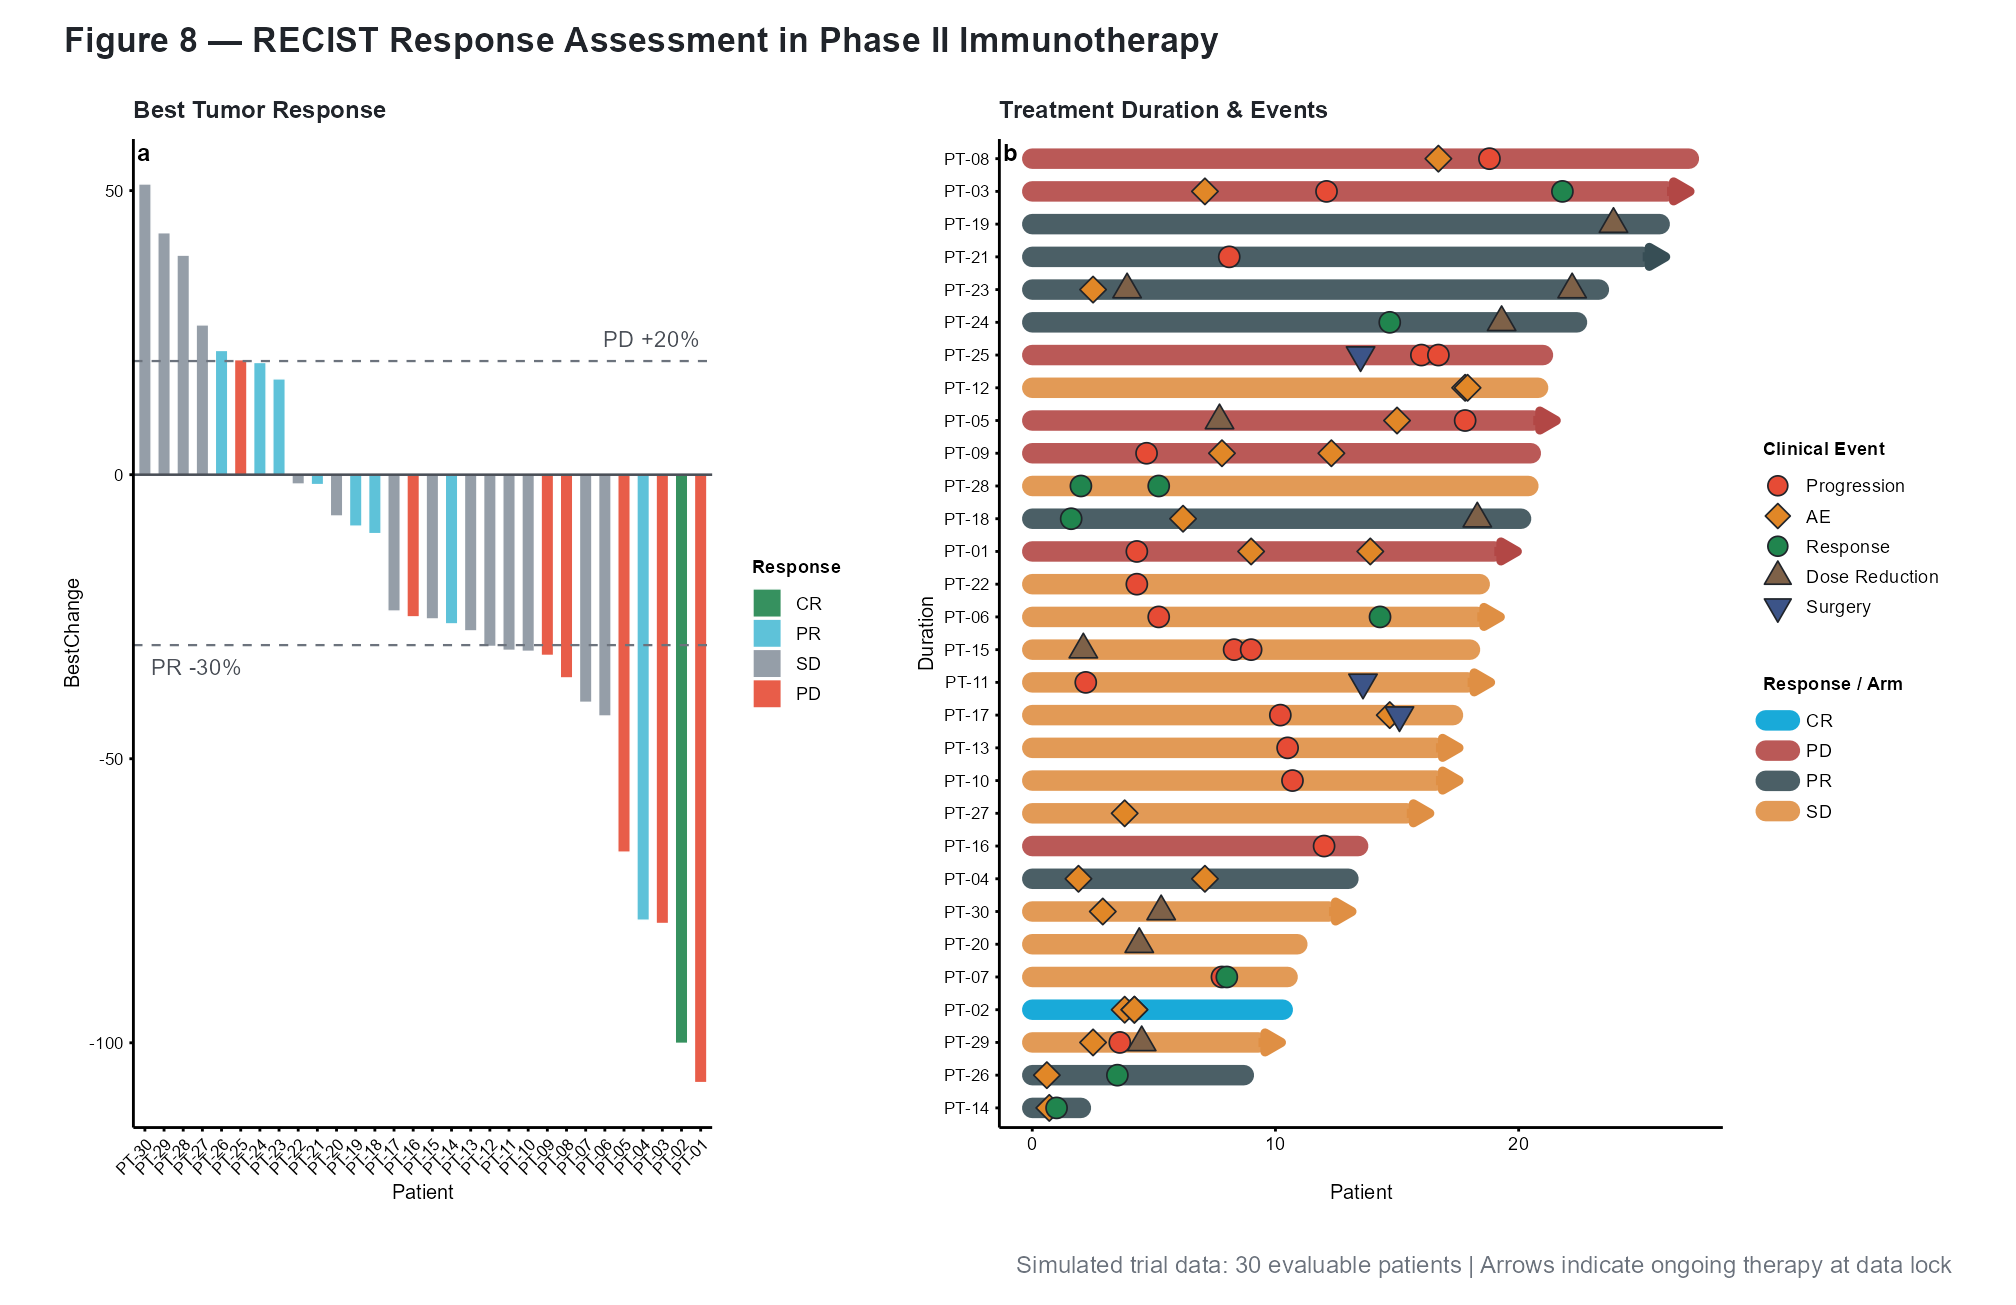 Figure 8 — RECIST Response Assessment in Phase II Immunotherapy
Best Tumor Response
a
50
0
-50
-100
BestChange
PD +20%
PR -30%
PT-30
PT-29
PT-28
PT-27
PT-26
PT-25
PT-24
PT-23
PT-22
PT-21
PT-20
PT-19
PT-18
PT-17
PT-16
PT-15
PT-14
PT-13
PT-12
PT-11
PT-10
PT-09
PT-08
PT-07
PT-06
PT-05
PT-04
PT-03
PT-02
PT-01
Patient
Response
CR
PR
SD
PD
Treatment Duration & Events
b
Duration
PT-08
PT-03
PT-19
PT-21
PT-23
PT-24
PT-25
PT-12
PT-05
PT-09
PT-28
PT-18
PT-01
PT-22
PT-06
PT-15
PT-11
PT-17
PT-13
PT-10
PT-27
PT-16
PT-04
PT-30
PT-20
PT-07
PT-02
PT-29
PT-26
PT-14
0
10
20
Patient
Clinical Event
Progression
AE
Response
Dose Reduction
Surgery
Response / Arm
CR
PD
PR
SD
Simulated trial data: 30 evaluable patients | Arrows indicate ongoing therapy at data lock